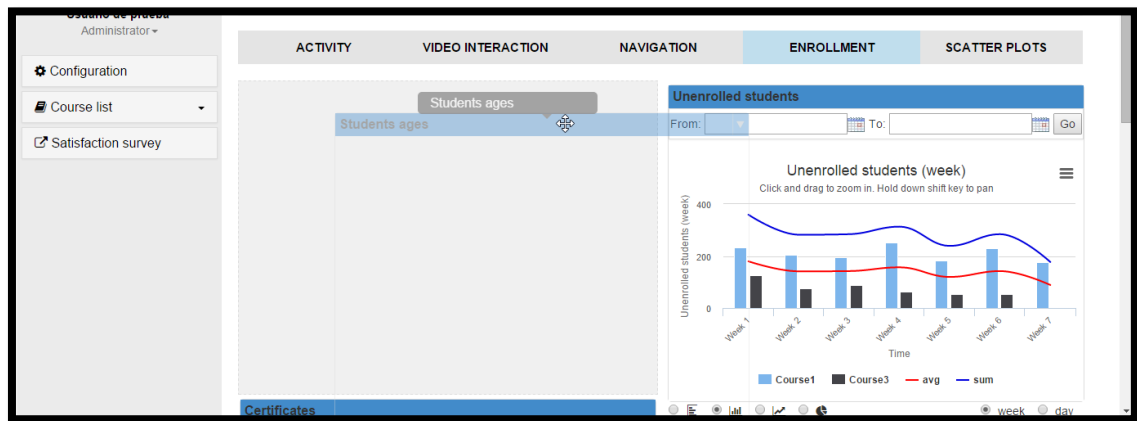 Usuario de prueba
Administrator
Configuration
Course list
Satisfaction survey
ACTIVITY VIDEO INTERACTION NAVIGATION ENROLLMENT SCATTER PLOTS
Students ages
Students ages
Unenrolled students
From: To: Go
Unenrolled students (week)
Click and drag to zoom in. Hold down shift key to pan
Unenrolled students (week)
400
200
0
Week 1 Week 2 Week 3 Week 4 Week 5 Week 6 Week 7
Time
Course1 Course3 avg sum
Certificates
week day